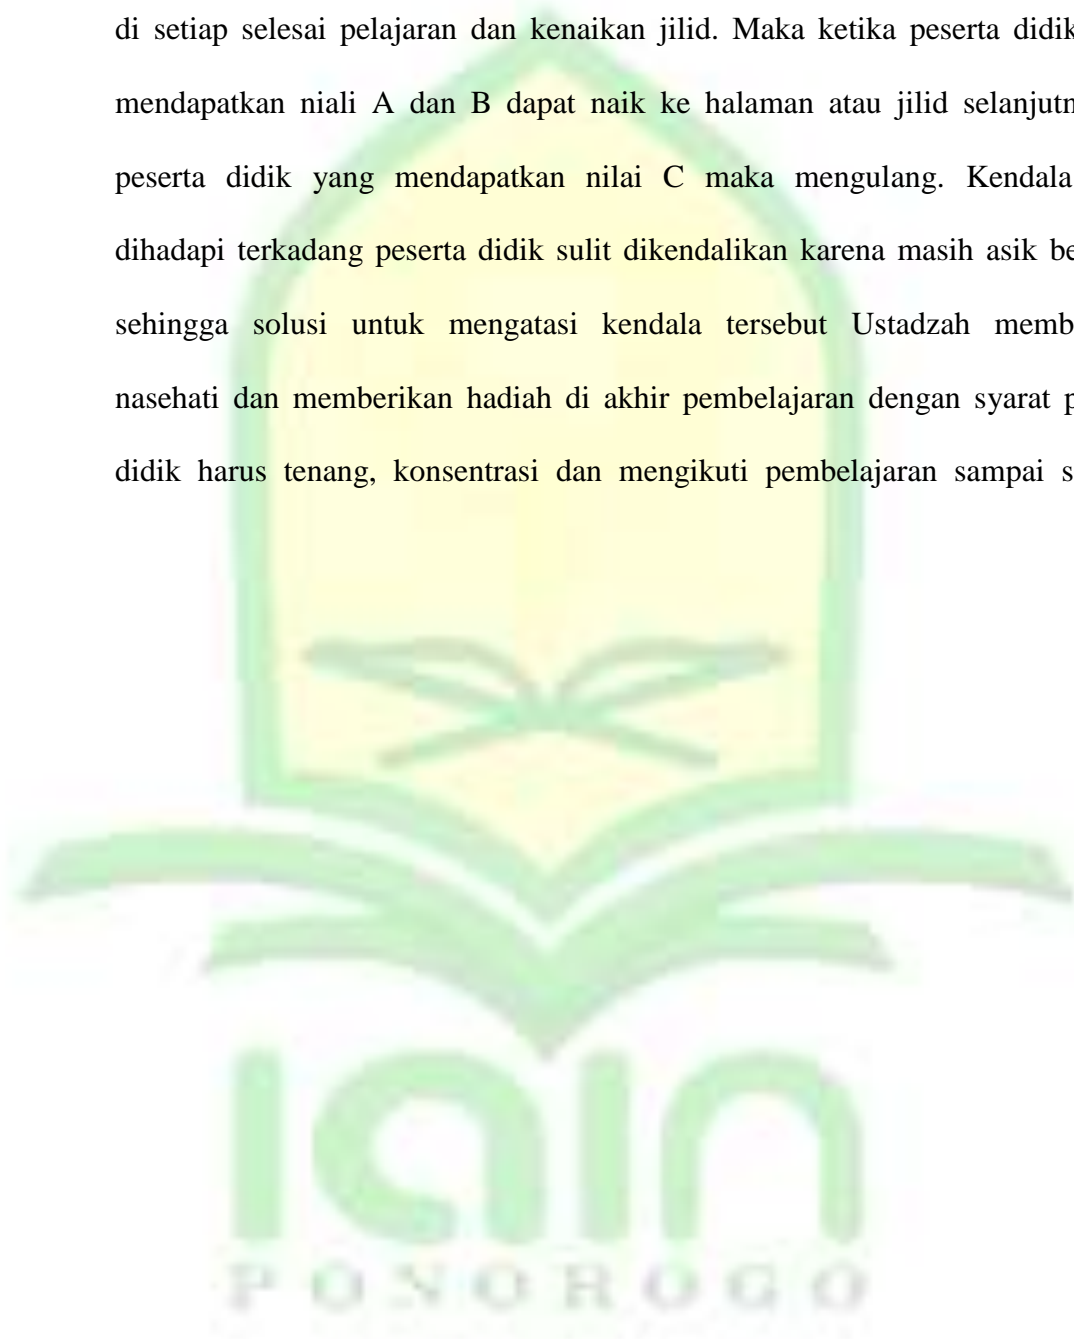 di setiap selesai pelajaran dan kenaikan jilid. Maka ketika peserta didik
mendapatkan niali A dan B dapat naik ke halaman atau jilid
peserta didik yang mendapatkan nilai C maka mengulang. Kendala
dihadapi terkadang peserta didik sulit dikendalikan karena masih asik
sehingga solusi untuk mengatasi kendala tersebut Ustadzah
nasehati dan memberikan hadiah di akhir pembelajaran dengan syarat
didik harus tenang, konsentrasi dan mengikuti pembelajaran sampai
iain
PONOROGO